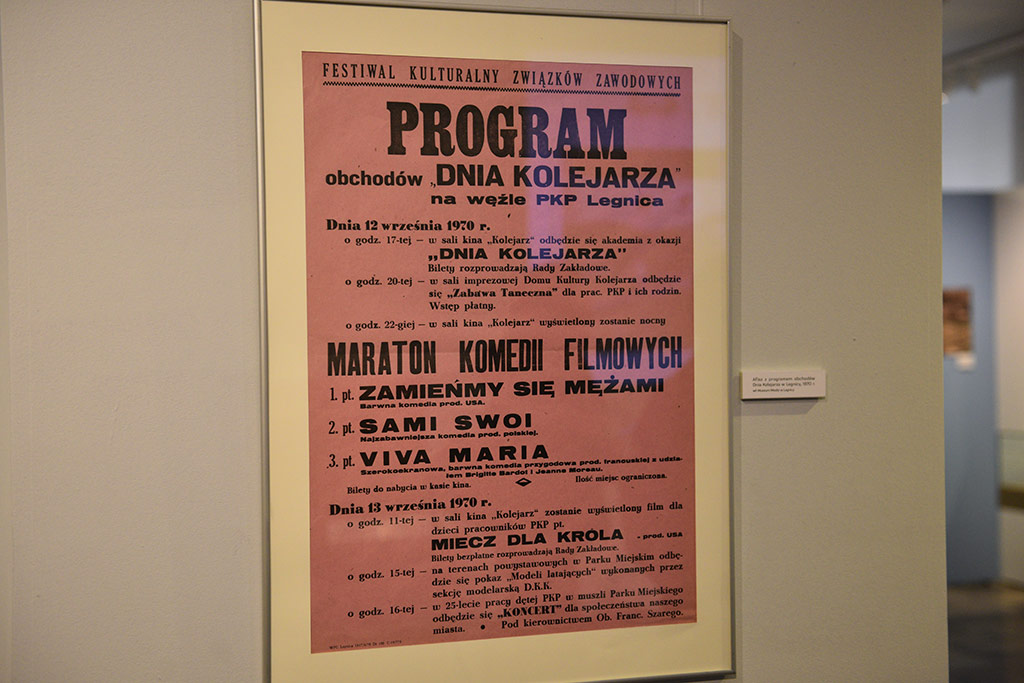 FESTIWAL KULTURALNY ZWIĄZKÓW ZAWODOWYCH
PROGRAM
obchodów „DNIA KOLEJARZA”
na węźle PKP Legnica
Dnia 12 września 1970 r.
o godz. 17-tej — w sali kina „Kolejarz” odbędzie się akademia z okazji
„DNIA KOLEJARZA”
Bilety rozprowadzają Rady Zakładowe.
o godz. 20-tej — w sali imprezowej Domu Kultury Kolejarza odbędzie
się „Zabawa Taneczna” dla prac. PKP i ich rodzin.
Wstęp płatny.
o godz. 22-giej — w sali kina „Kolejarz” wyświetlony zostanie nocny
MARATON KOMEDII FILMOWYCH
1. pt. ZAMIEŃMY SIĘ MĘŻAMI
Barwna komedia prod. USA.
2. pt. SAMI SWOI
Najzabawniejsza komedia prod. polskiej.
3. pt. VIVA MARIA
Szerokoekranowa, barwna komedia przygodowa prod. francuskiej z udzia-
łem Brigitte Bardot i Jeanne Moreau.
Bilety do nabycia w kasie kina. Ilość miejsc ograniczona.
Dnia 13 września 1970 r.
o godz. 11-tej — w sali kina „Kolejarz” zostanie wyświetlony film dla
dzieci pracowników PKP pt.
MIECZ DLA KRÓLA - prod. USA
Bilety bezpłatne rozprowadzają Rady Zakładowe.
o godz. 15-tej — na terenach powystawowych w Parku Miejskim odbę-
dzie się pokaz „Modeli latających” wykonanych przez
sekcję modelarską D.K.K.
o godz. 16-tej — w 25-lecie pracy dętej PKP w muszli Parku Miejskiego
odbędzie się „KONCERT” dla społeczeństwa naszego
miasta. • Pod kierownictwem Ob. Franc. Szarego.
Afisz z programem obchodów
Dnia Kolejarza w Legnicy, 1970 r.